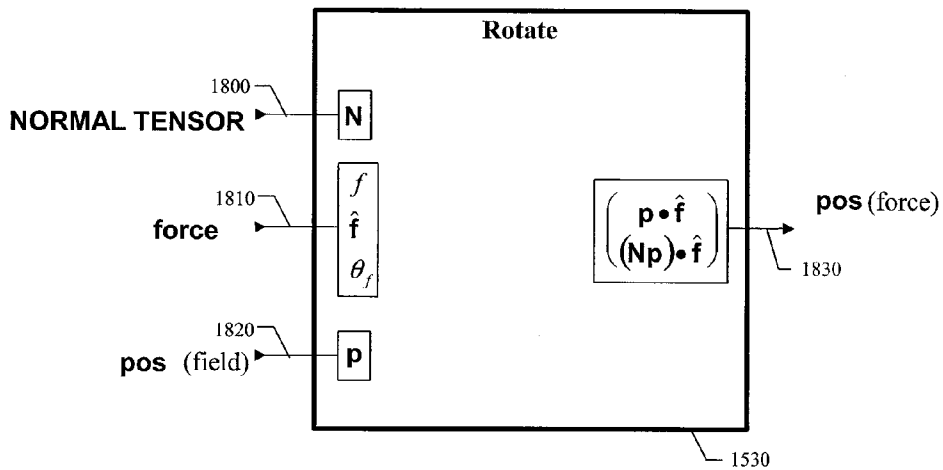 Rotate
1800
NORMAL TENSOR
N
1810
force
f
f̂
θ_f
1820
pos (field)
p
(p•f̂
(Np)•f̂)
pos (force)
1830
1530